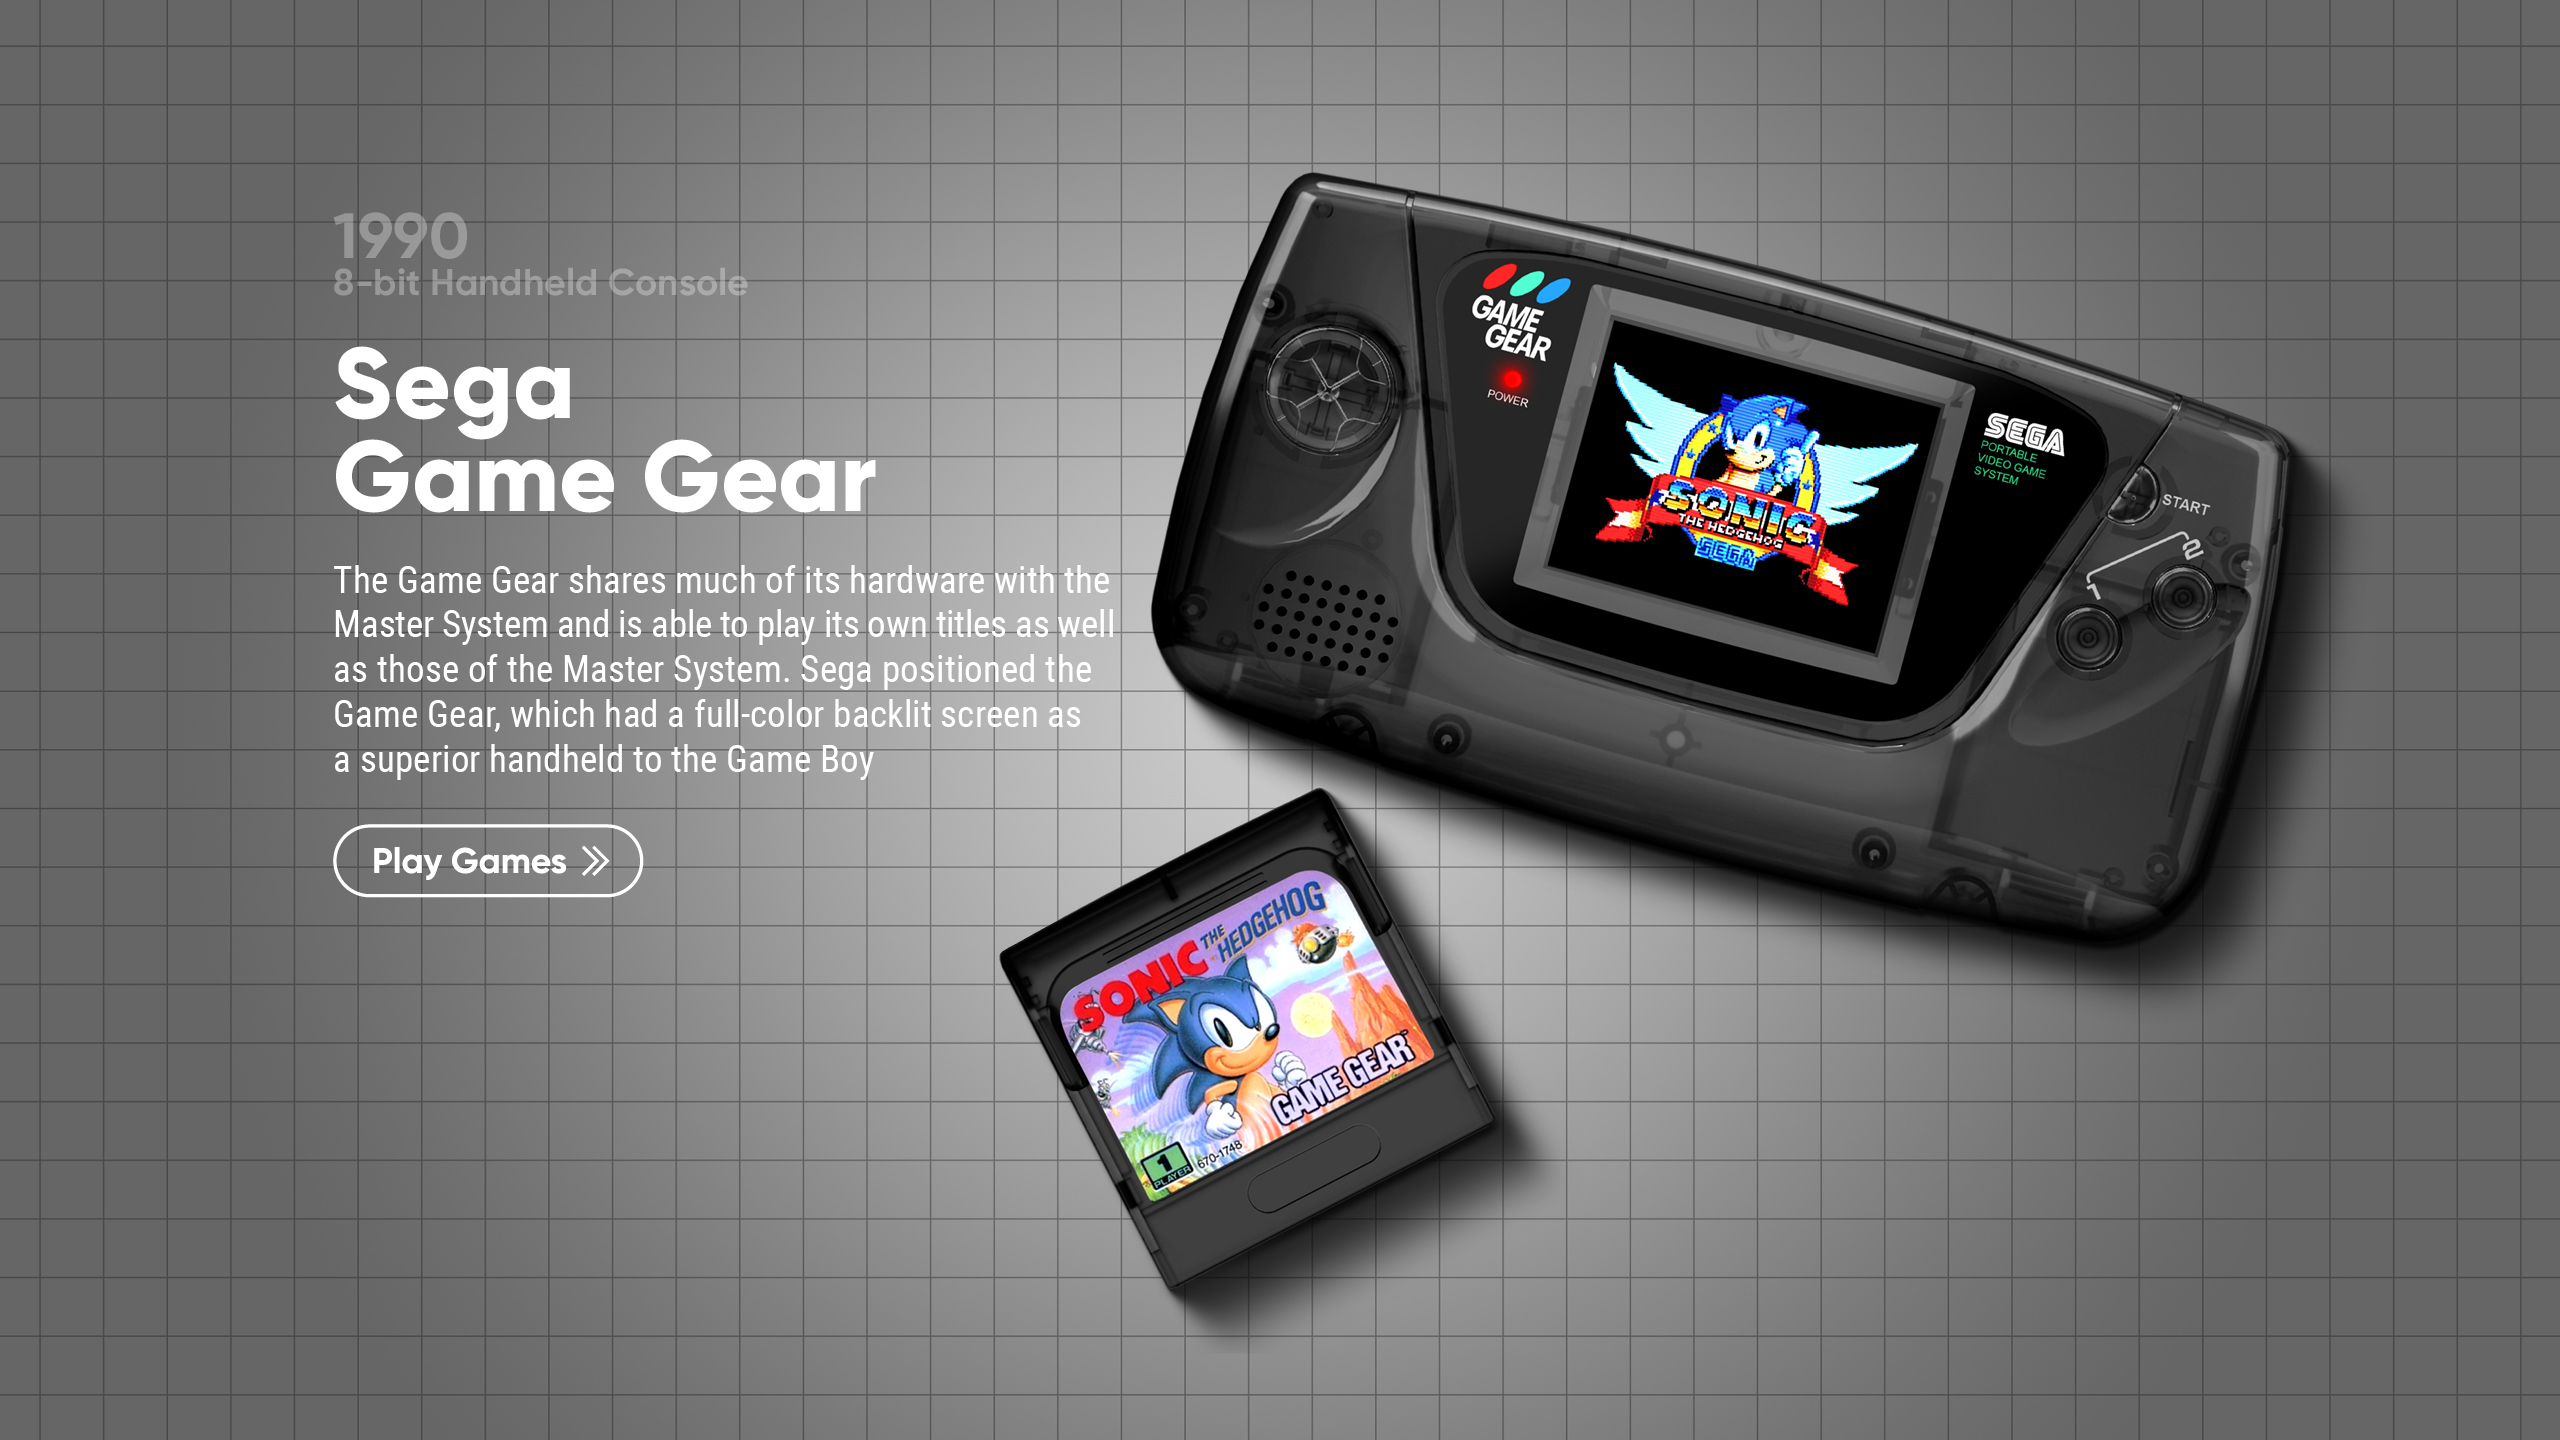 1990
8-bit Handheld Console
Sega
Game Gear
The Game Gear shares much of its hardware with the
Master System and is able to play its own titles as well
as those of the Master System. Sega positioned the
Game Gear, which had a full-color backlit screen as
a superior handheld to the Game Boy
Play Games
GAME
GEAR
POWER
SONIC
THE HEDGEHOG
SEGA
SEGA
PORTABLE
VIDEO GAME
SYSTEM
START
2
1
SONIC THE HEDGEHOG
GAME GEAR
1
PLAYER
670-1748